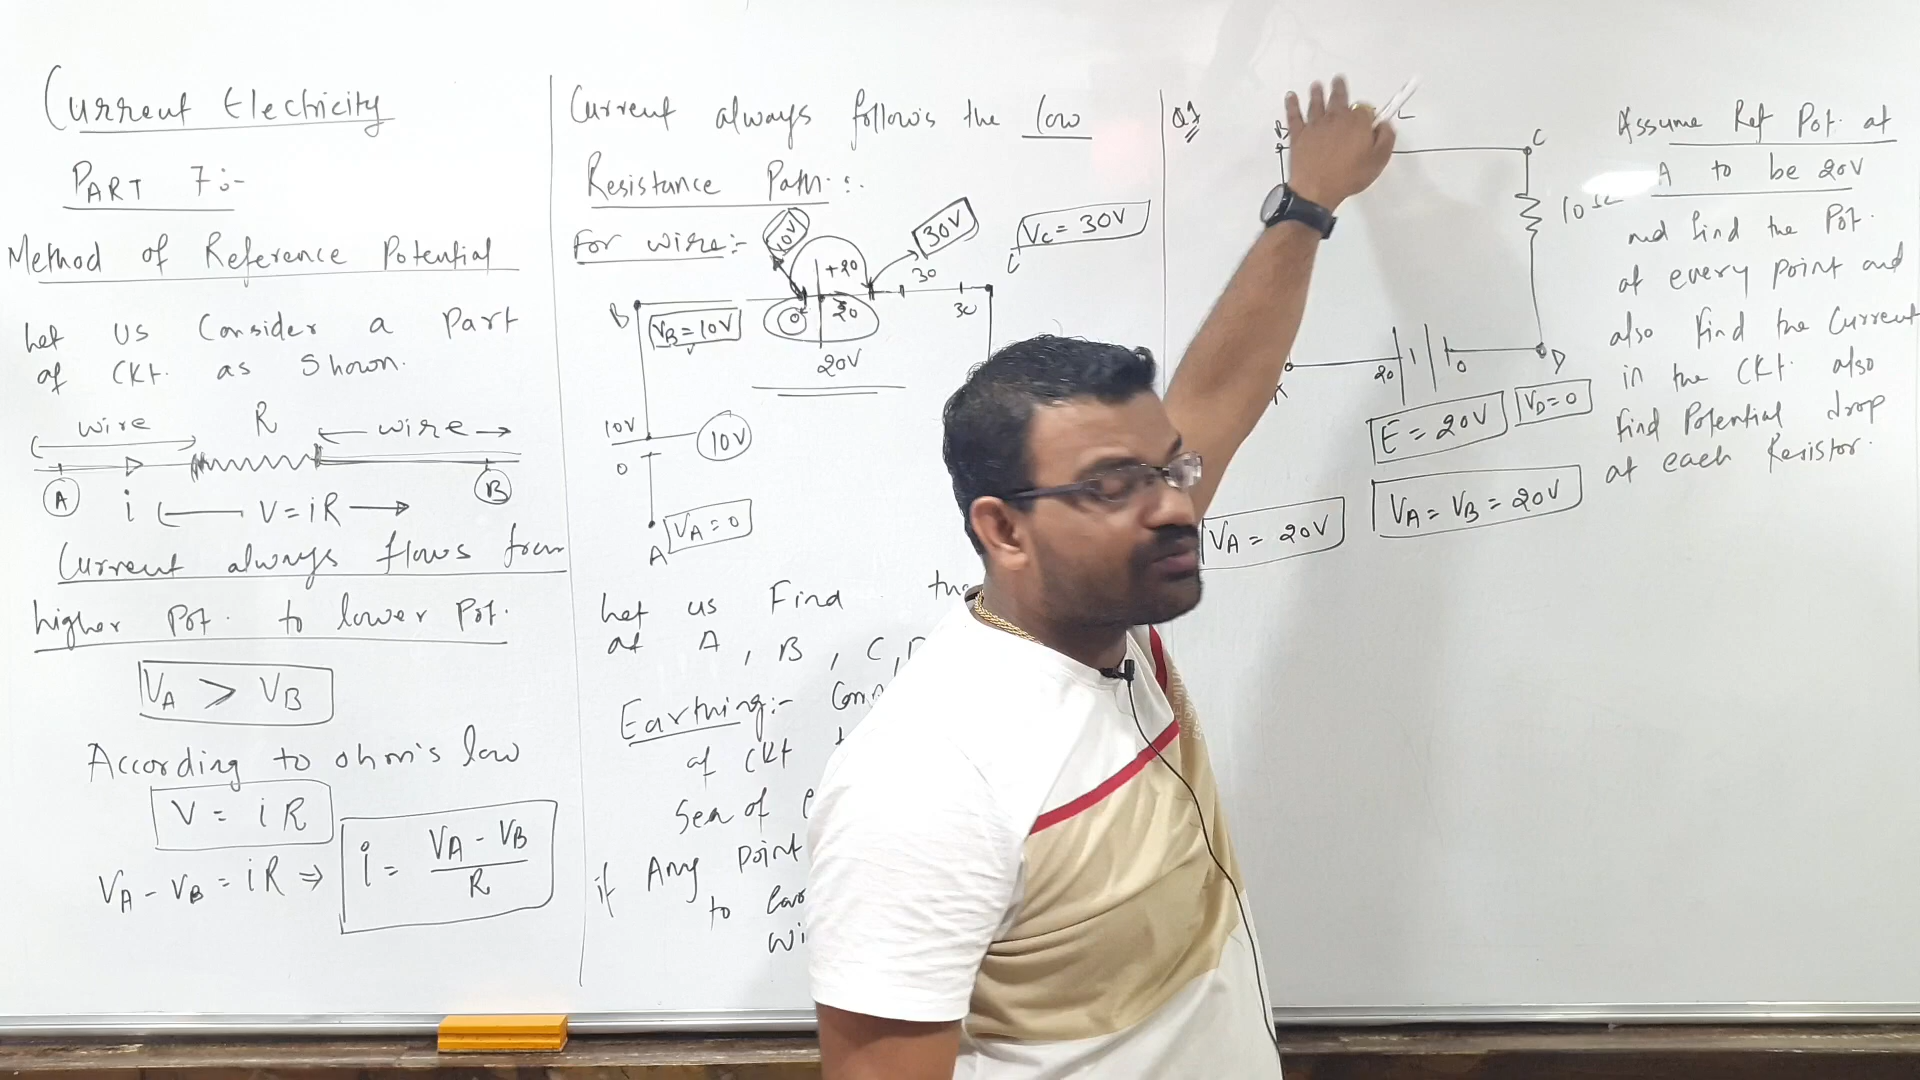 Current Electricity
PART 7:-
Method of Reference Potential
Let us Consider a Part
of CKt. as Shown.
wire R wire
A i V = iR B
Current always flows from
higher Pot. to lower Pot.
VA > VB
According to ohm's law
V = iR
VA - VB = iR ⇒ i = VA - VB / R
Current always follows the low
Resistance Path:.
For wire:-
10V
+20
30V
VC = 30V
C
30
30
B
VB = 10V
0
20
20V
10V
10V
0
A
VA = 0
Let us Find
at A, B, C,
Earthing:-
of CKt
Sea of
if Any point
to
Q1
B
C
10Ω
A
20
0
D
E = 20V
VD = 0
VA = 20V
VA = VB = 20V
Assume Ref Pot. at
A to be 20V
find the Pot.
at every point and
also find the Current
in the CKt. also
find Potential drop
at each Resistor.